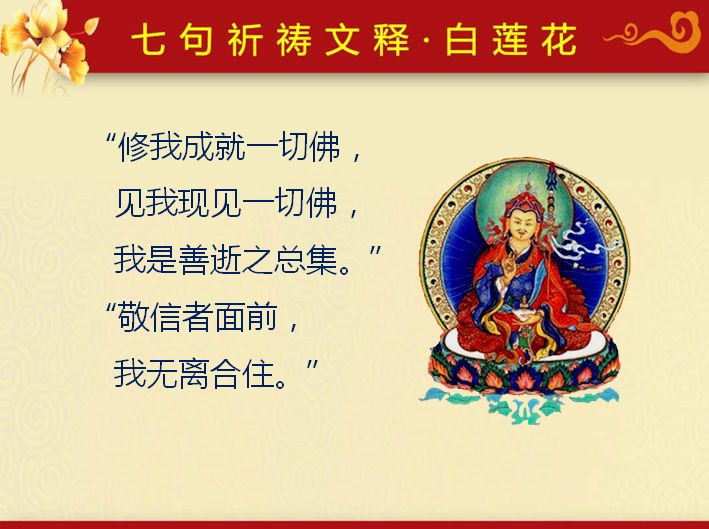 七句祈祷文释·白莲花
“修我成就一切佛，
见我现见一切佛，
我是善逝之总集。”
“敬信者面前，
我无离合住。”